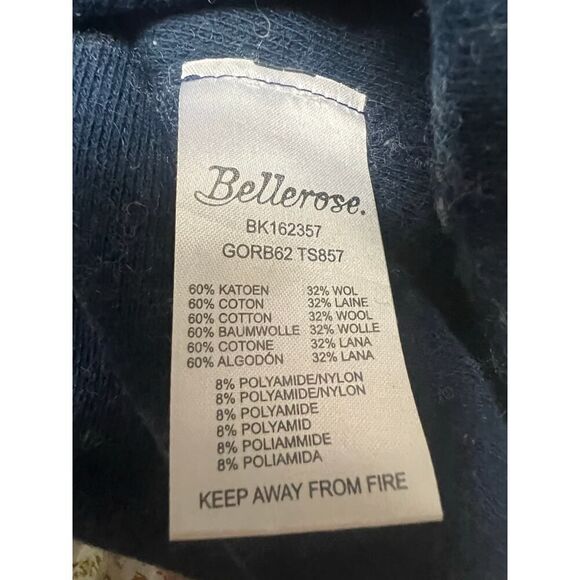 Bellerose.
BK162357
GORB62 TS857
60% KATOEN 32% WOL
60% COTON 32% LAINE
60% COTTON 32% WOOL
60% BAUMWOLLE 32% WOLLE
60% COTONE 32% LANA
60% ALGODÓN 32% LANA
8% POLYAMIDE/NYLON
8% POLYAMIDE/NYLON
8% POLYAMIDE
8% POLYAMID
8% POLIAMMIDE
8% POLIAMIDA
KEEP AWAY FROM FIRE